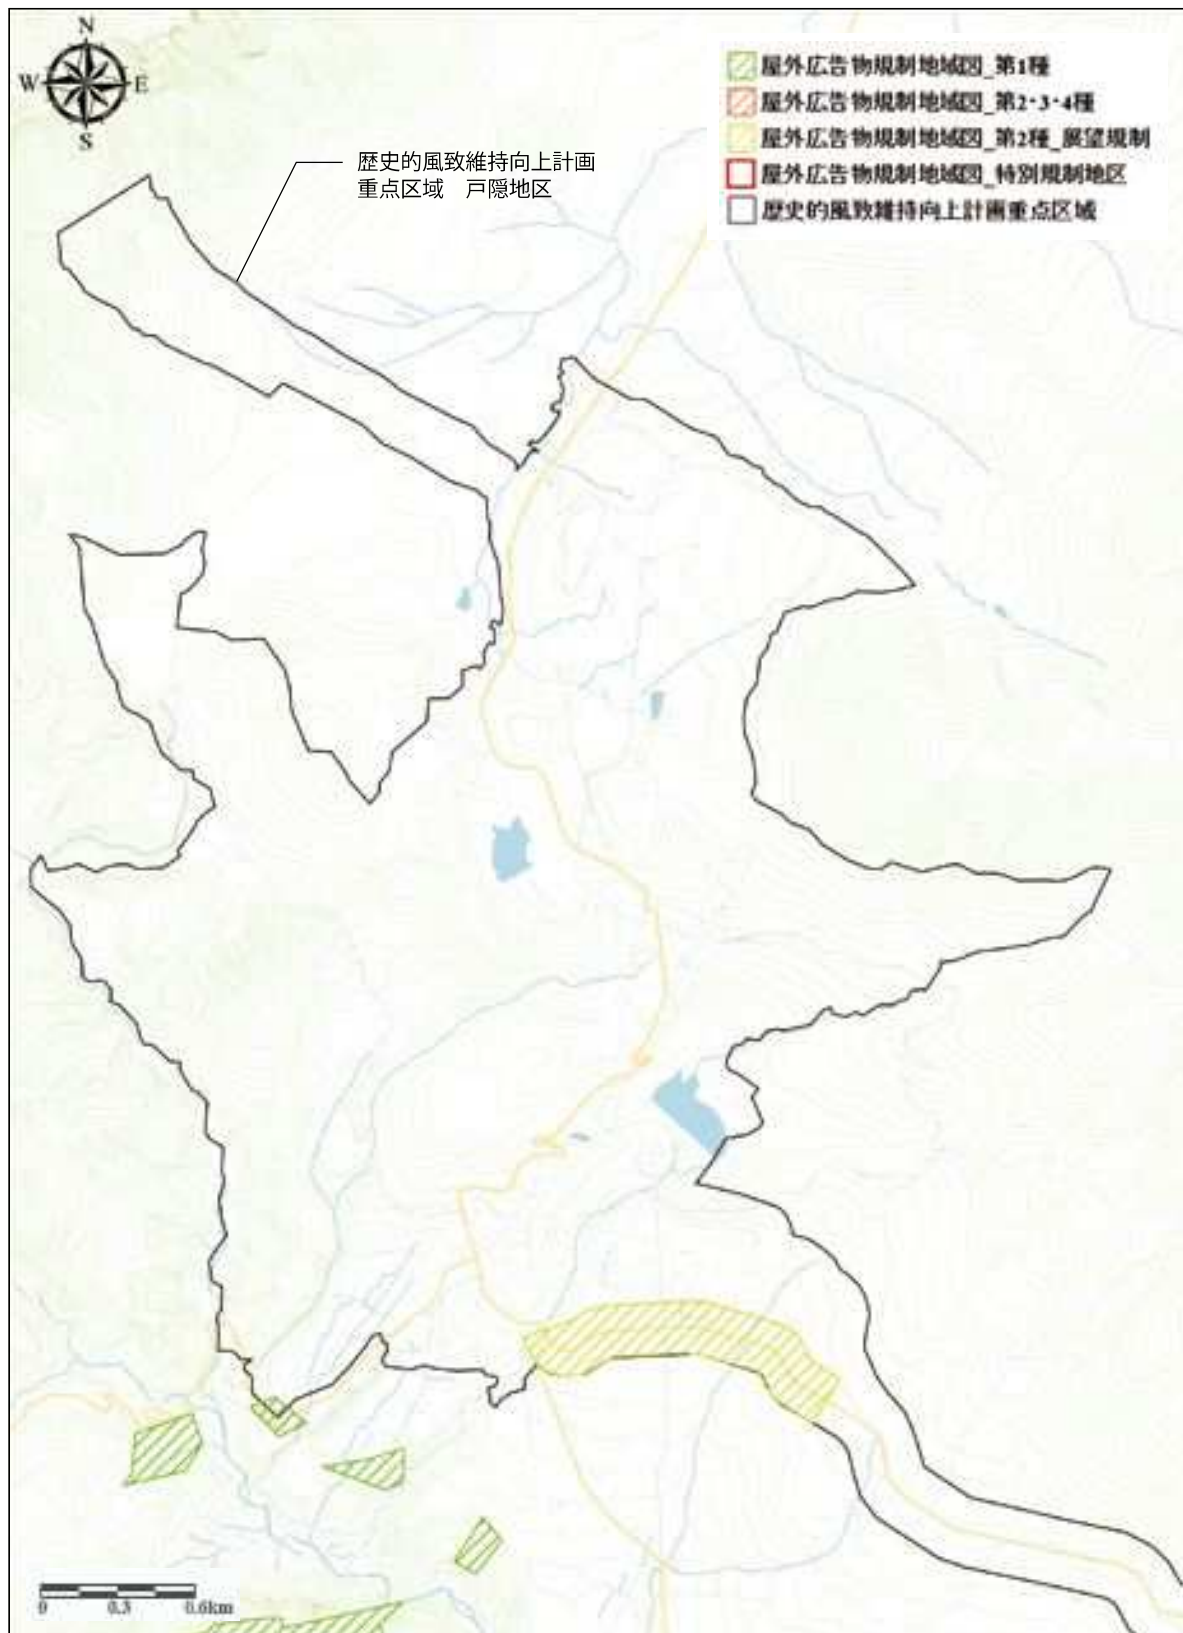 N
W E
S
屋外広告物規制地域図_第1種
屋外広告物規制地域図_第2・3・4種
屋外広告物規制地域図_第2種_展望規制
屋外広告物規制地域図_特別規制地区
歴史的風致維持向上計画重点区域
歴史的風致維持向上計画
重点区域 戸隠地区
0 0.3 0.6km